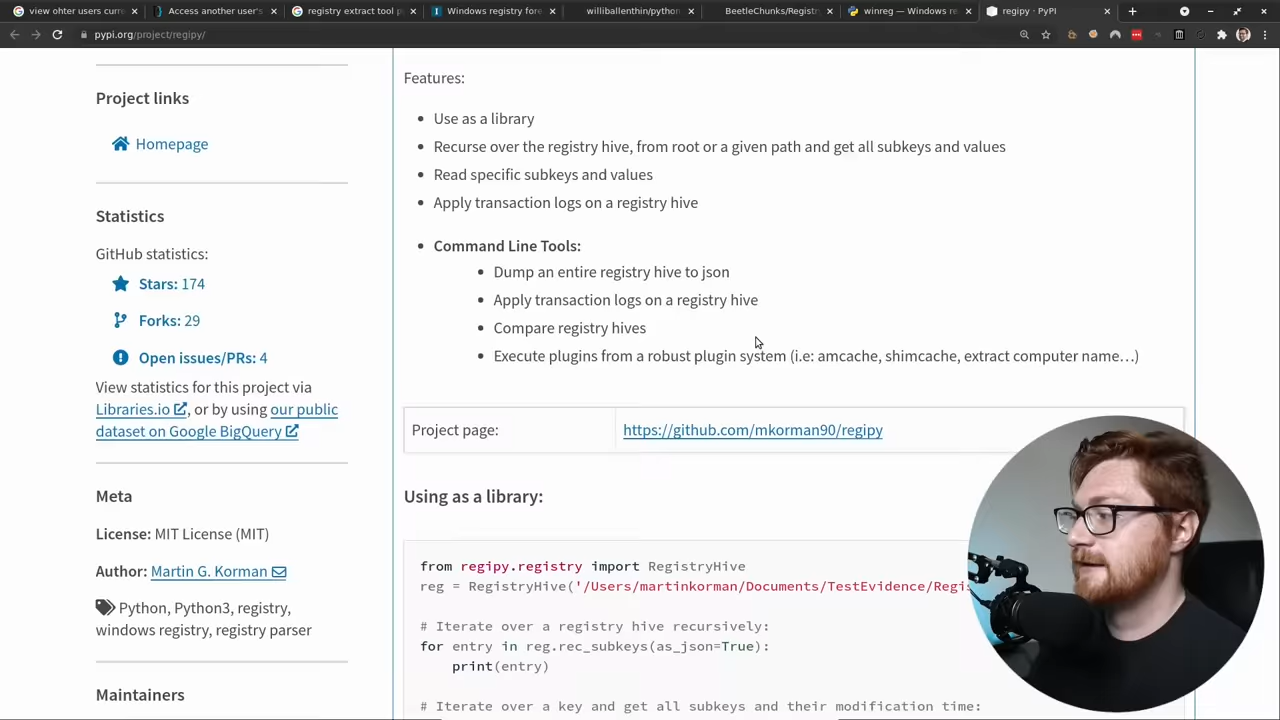 view ohter users curre
Access another user's
registry extract tool p
Windows registry fore
williballenthin/python
BeetleChunks/Regist
winreg — Windows re
regipy · PyPI
pypi.org/project/regipy/
Project links
Homepage
Statistics
GitHub statistics:
Stars: 174
Forks: 29
Open issues/PRs: 4
View statistics for this project via
Libraries.io, or by using our public
dataset on Google BigQuery
Meta
License: MIT License (MIT)
Author: Martin G. Korman
Python, Python3, registry,
windows registry, registry parser
Maintainers
Features:
Use as a library
Recurse over the registry hive, from root or a given path and get all subkeys and values
Read specific subkeys and values
Apply transaction logs on a registry hive
Command Line Tools:
Dump an entire registry hive to json
Apply transaction logs on a registry hive
Compare registry hives
Execute plugins from a robust plugin system (i.e: amcache, shimcache, extract computer name…)
Project page: https://github.com/mkorman90/regipy
Using as a library:
from regipy.registry import RegistryHive
reg = RegistryHive('/Users/martinkorman/Documents/TestEvidence/Regis
# Iterate over a registry hive recursively:
for entry in reg.rec_subkeys(as_json=True):
print(entry)
# Iterate over a key and get all subkeys and their modification time: